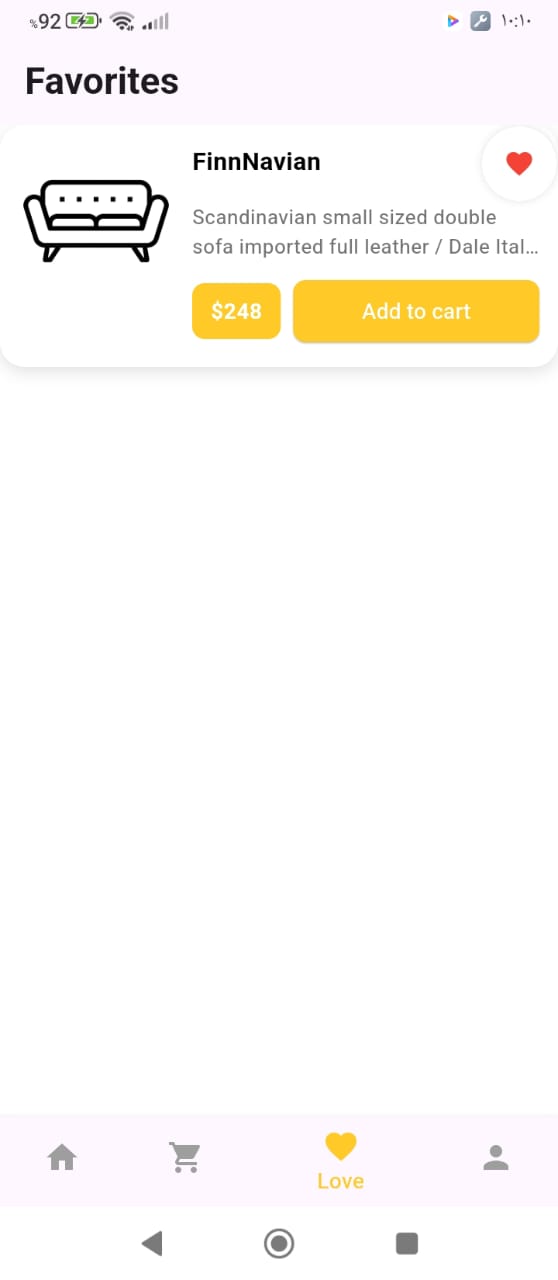 %92
١٠:١٠
Favorites
FinnNavian
Scandinavian small sized double
sofa imported full leather / Dale Ital...
$248
Add to cart
Love